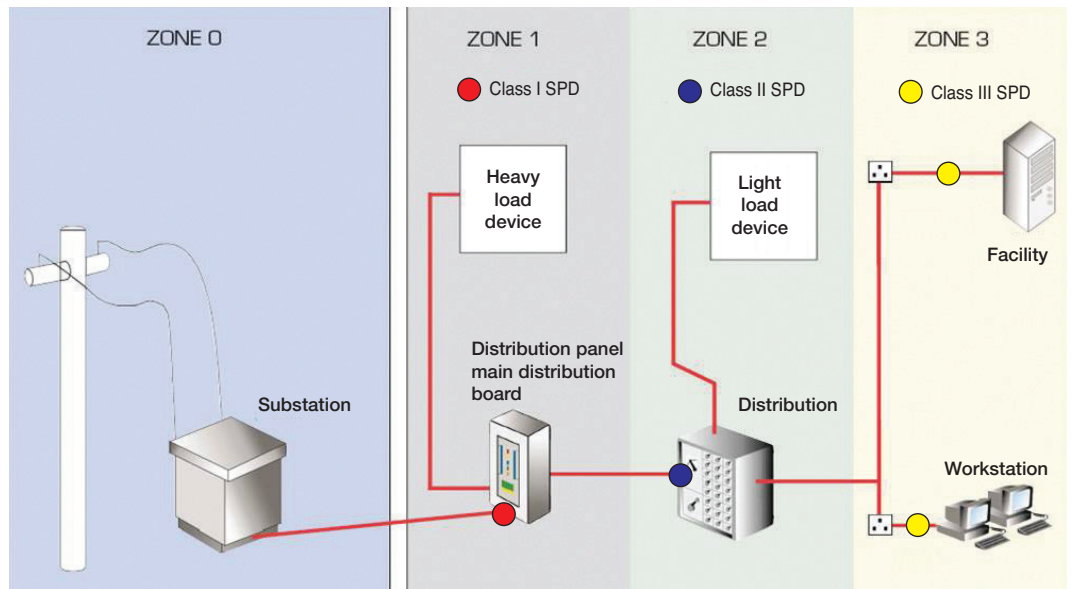 ZONE 0
ZONE 1
ZONE 2
ZONE 3
Class I SPD
Class II SPD
Class III SPD
Heavy
load
device
Light
load
device
Facility
Distribution panel
main distribution
board
Substation
Distribution
Workstation